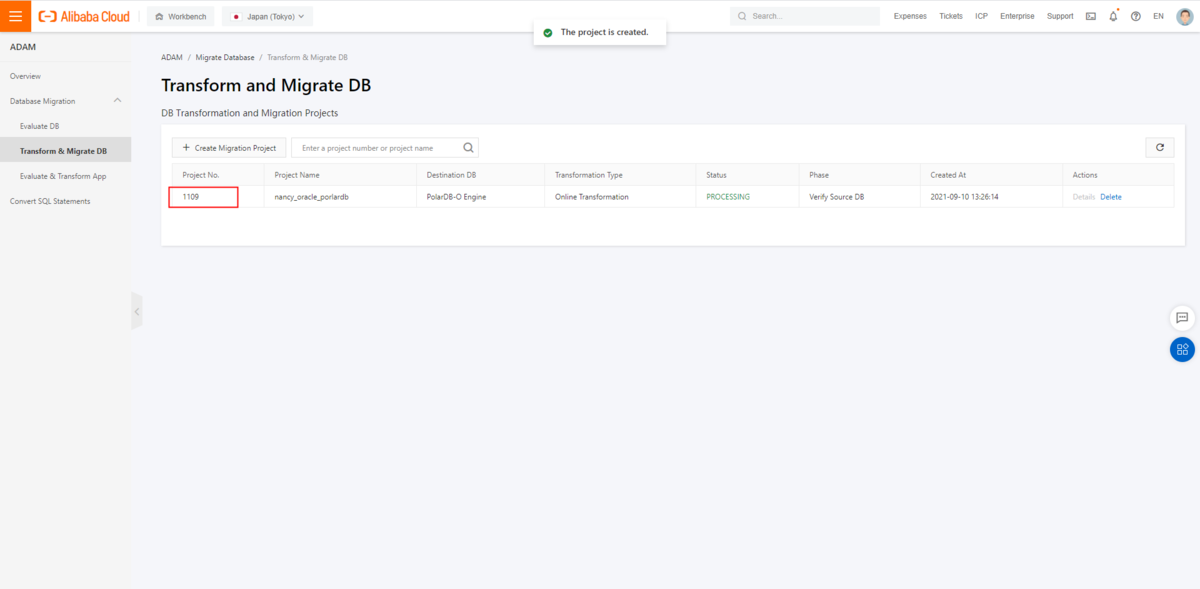 Alibaba Cloud
Workbench
Japan (Tokyo)
Search...
Expenses Tickets ICP Enterprise Support EN
The project is created.
ADAM
Overview
Database Migration
Evaluate DB
Transform & Migrate DB
Evaluate & Transform App
Convert SQL Statements
ADAM / Migrate Database / Transform & Migrate DB
Transform and Migrate DB
DB Transformation and Migration Projects
+ Create Migration Project Enter a project number or project name
Project No. Project Name Destination DB Transformation Type Status Phase Created At Actions
1109 nancy_oracle_porlardb PolarDB-O Engine Online Transformation PROCESSING Verify Source DB 2021-09-10 13:26:14 Details Delete